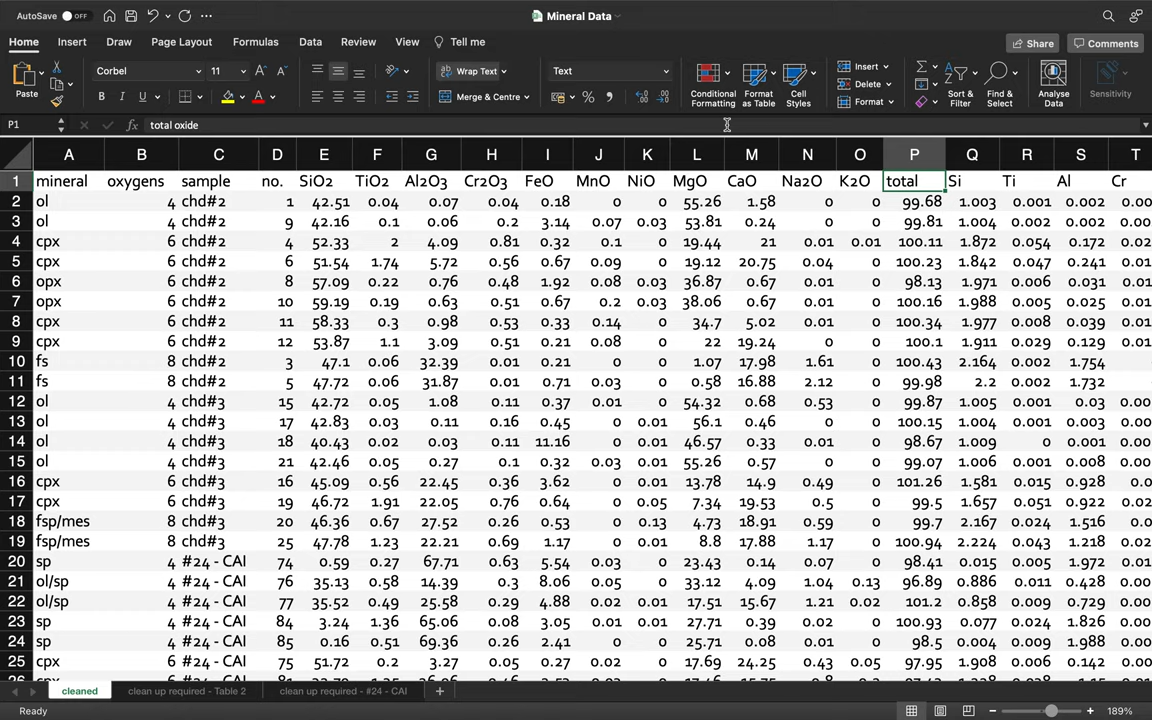 AutoSave OFF Mineral Data
Home Insert Draw Page Layout Formulas Data Review View Tell me Share Comments
Paste Corbel 11 Wrap Text Text Conditional Formatting Format as Table Cell Styles Insert Sort & Filter Find & Select Analyse Data Sensitivity
B I U A Merge & Centre % Delete Format
P1 fx total oxide
A B C D E F G H I J K L M N O P Q R S T
1 mineral oxygens sample no. SiO2 TiO2 Al2O3 Cr2O3 FeO MnO NiO MgO CaO Na2O K2O total Si Ti Al Cr
2 ol 4 chd#2 1 42.51 0.04 0.07 0.04 0.18 0 0 55.26 1.58 0 0 99.68 1.003 0.001 0.002 0.00
3 ol 4 chd#2 9 42.16 0.1 0.06 0.2 3.14 0.07 0.03 53.81 0.24 0 0 99.81 1.004 0.002 0.002 0.00
4 cpx 6 chd#2 4 52.33 2 4.09 0.81 0.32 0.1 0 19.44 21 0.01 0.01 100.11 1.872 0.054 0.172 0.02
5 cpx 6 chd#2 6 51.54 1.74 5.72 0.56 0.67 0.09 0 19.12 20.75 0.04 0 100.23 1.842 0.047 0.241 0.01
6 opx 6 chd#2 8 57.09 0.22 0.76 0.48 1.92 0.08 0.03 36.87 0.67 0.01 0 98.13 1.971 0.006 0.031 0.01
7 opx 6 chd#2 10 59.19 0.19 0.63 0.51 0.67 0.2 0.03 38.06 0.67 0.01 0 100.16 1.988 0.005 0.025 0.01
8 cpx 6 chd#2 11 58.33 0.3 0.98 0.53 0.33 0.14 0 34.7 5.02 0.01 0 100.34 1.977 0.008 0.039 0.01
9 cpx 6 chd#2 12 53.87 1.1 3.09 0.51 0.21 0.08 0 22 19.24 0 0 100.1 1.911 0.029 0.129 0.01
10 fs 8 chd#2 3 47.1 0.06 32.39 0.01 0.21 0 0 1.07 17.98 1.61 0 100.43 2.164 0.002 1.754
11 fs 8 chd#2 5 47.72 0.06 31.87 0.01 0.71 0.03 0 0.58 16.88 2.12 0 99.98 2.2 0.002 1.732
12 ol 4 chd#3 15 42.72 0.05 1.08 0.11 0.37 0.01 0 54.32 0.68 0.53 0 99.87 1.005 0.001 0.03 0.00
13 ol 4 chd#3 17 42.83 0.03 0.11 0.16 0.45 0 0.01 56.1 0.46 0 0 100.15 1.004 0.001 0.003 0.00
14 ol 4 chd#3 18 40.43 0.02 0.03 0.11 11.16 0 0.01 46.57 0.33 0.01 0 98.67 1.009 0 0.001 0.00
15 ol 4 chd#3 21 42.46 0.05 0.27 0.1 0.32 0.03 0.01 55.26 0.57 0 0 99.07 1.006 0.001 0.008 0.00
16 cpx 6 chd#3 16 45.09 0.56 22.45 0.36 3.62 0 0.01 13.78 14.9 0.49 0 101.26 1.581 0.015 0.928 0.0
17 cpx 6 chd#3 19 46.72 1.91 22.05 0.76 0.64 0 0.05 7.34 19.53 0.5 0 99.5 1.657 0.051 0.922 0.02
18 fsp/mes 8 chd#3 20 46.36 0.67 27.52 0.26 0.53 0 0.13 4.73 18.91 0.59 0 99.7 2.167 0.024 1.516 0.0
19 fsp/mes 8 chd#3 25 47.78 1.23 22.21 0.69 1.17 0 0.01 8.8 17.88 1.17 0 100.94 2.224 0.043 1.218 0.02
20 sp 4 #24 - CAI 74 0.59 0.27 67.71 0.63 5.54 0.03 0 23.43 0.14 0.07 0 98.41 0.015 0.005 1.972 0.01
21 ol/sp 4 #24 - CAI 76 35.13 0.58 14.39 0.3 8.06 0.05 0 33.12 4.09 1.04 0.13 96.89 0.886 0.011 0.428 0.00
22 ol/sp 4 #24 - CAI 77 35.52 0.49 25.58 0.29 4.88 0.02 0.01 17.51 15.67 1.21 0.02 101.2 0.858 0.009 0.729 0.00
23 sp 4 #24 - CAI 84 3.24 1.36 65.06 0.08 3.05 0.01 0.01 27.71 0.39 0.02 0 100.93 0.077 0.024 1.826 0.00
24 sp 4 #24 - CAI 85 0.16 0.51 69.36 0.26 2.41 0 0 25.71 0.08 0.01 0 98.5 0.004 0.009 1.988 0.00
25 cpx 6 #24 - CAI 75 51.72 0.2 3.27 0.05 0.27 0.02 0 17.69 24.25 0.43 0.05 97.95 1.908 0.006 0.142 0.00
cleaned clean up required - Table 2 clean up required - #24 - CAI
Ready 189%